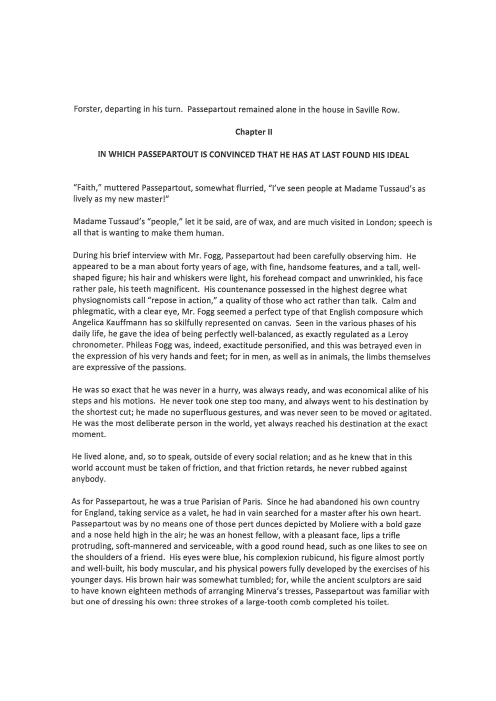 Forster, departing in his turn.  Passepartout remained alone in the house in Saville Row.
Chapter II
IN WHICH PASSEPARTOUT IS CONVINCED THAT HE HAS AT LAST FOUND HIS IDEAL
“Faith,” muttered Passepartout, somewhat flurried, “I’ve seen people at Madame Tussaud’s as
lively as my new master!”
Madame Tussaud’s “people,” let it be said, are of wax, and are much visited in London; speech is
all that is wanting to make them human.
During his brief interview with Mr. Fogg, Passepartout had been carefully observing him.  He
appeared to be a man about forty years of age, with fine, handsome features, and a tall, well-
shaped figure; his hair and whiskers were light, his forehead compact and unwrinkled, his face
rather pale, his teeth magnificent.  His countenance possessed in the highest degree what
physiognomists call “repose in action,” a quality of those who act rather than talk.  Calm and
phlegmatic, with a clear eye, Mr. Fogg seemed a perfect type of that English composure which
Angelica Kauffmann has so skilfully represented on canvas.  Seen in the various phases of his
daily life, he gave the idea of being perfectly well-balanced, as exactly regulated as a Leroy
chronometer.  Phileas Fogg was, indeed, exactitude personified, and this was betrayed even in
the expression of his very hands and feet; for in men, as well as in animals, the limbs themselves
are expressive of the passions.
He was so exact that he was never in a hurry, was always ready, and was economical alike of his
steps and his motions.  He never took one step too many, and always went to his destination by
the shortest cut; he made no superfluous gestures, and was never seen to be moved or agitated.
He was the most deliberate person in the world, yet always reached his destination at the exact
moment.
He lived alone, and, so to speak, outside of every social relation; and as he knew that in this
world account must be taken of friction, and that friction retards, he never rubbed against
anybody.
As for Passepartout, he was a true Parisian of Paris.  Since he had abandoned his own country
for England, taking service as a valet, he had in vain searched for a master after his own heart.
Passepartout was by no means one of those pert dunces depicted by Moliere with a bold gaze
and a nose held high in the air; he was an honest fellow, with a pleasant face, lips a trifle
protruding, soft-mannered and serviceable, with a good round head, such as one likes to see on
the shoulders of a friend.  His eyes were blue, his complexion rubicund, his figure almost portly
and well-built, his body muscular, and his physical powers fully developed by the exercises of his
younger days. His brown hair was somewhat tumbled; for, while the ancient sculptors are said
to have known eighteen methods of arranging Minerva’s tresses, Passepartout was familiar with
but one of dressing his own: three strokes of a large-tooth comb completed his toilet.